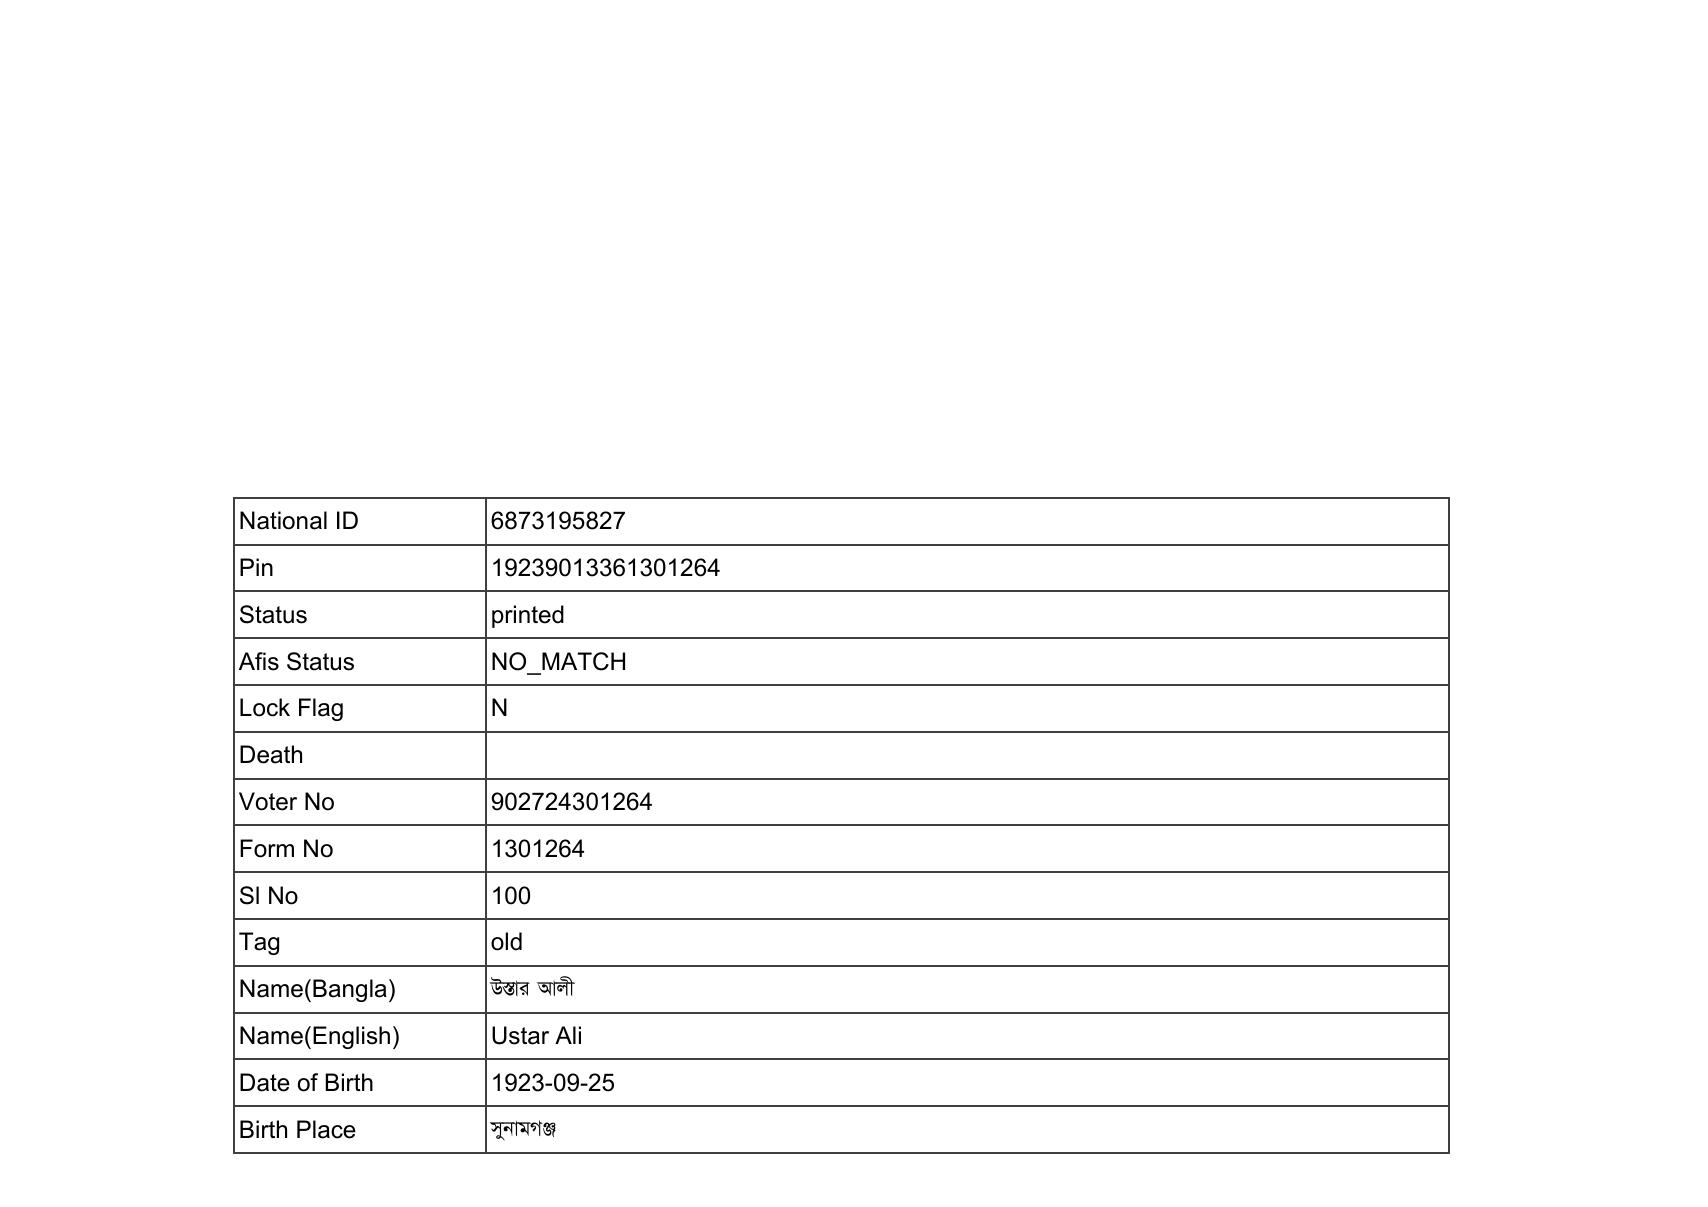 National ID 6873195827
Pin 19239013361301264
Status printed
Afis Status NO_MATCH
Lock Flag N
Death
Voter No 902724301264
Form No 1301264
Sl No 100
Tag old
Name(Bangla) উস্তার আলী
Name(English) Ustar Ali
Date of Birth 1923-09-25
Birth Place সুনামগঞ্জ